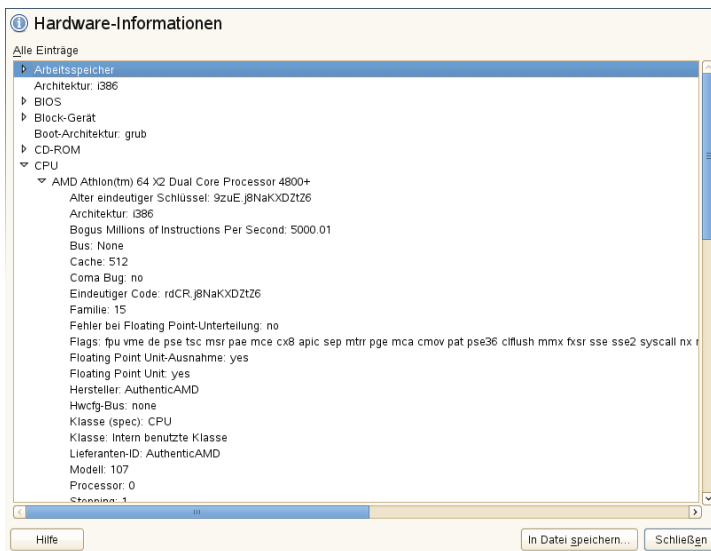 Hardware-Informationen
Alle Einträge
Arbeitsspeicher
Architektur: i386
BIOS
Block-Gerät
Boot-Architektur: grub
CD-ROM
CPU
AMD Athlon(tm) 64 X2 Dual Core Processor 4800+
Alter eindeutiger Schlüssel: 9zuE.j8NaKXDZtZ6
Architektur: i386
Bogus Millions of Instructions Per Second: 5000.01
Bus: None
Cache: 512
Coma Bug: no
Eindeutiger Code: rdCR.j8NaKXDZtZ6
Familie: 15
Fehler bei Floating Point-Unterteilung: no
Flags: fpu vme de pse tsc msr pae mce cx8 apic sep mtrr pge mca cmov pat pse36 clflush mmx fxsr sse sse2 syscall nx
Floating Point Unit-Ausnahme: yes
Floating Point Unit: yes
Hersteller: AuthenticAMD
Hwcfg-Bus: none
Klasse (spec): CPU
Klasse: Intern benutzte Klasse
Lieferanten-ID: AuthenticAMD
Modell: 107
Processor: 0
Stepping: 1
Hilfe
In Datei speichern...
Schließen